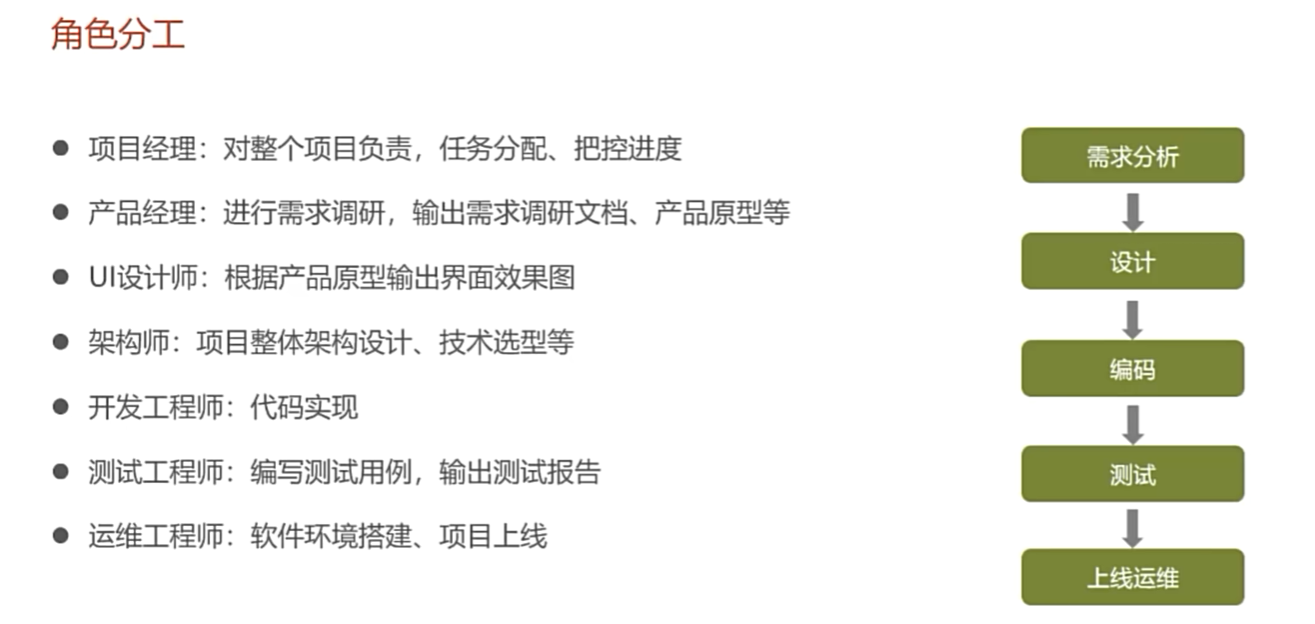 角色分工
项目经理：对整个项目负责，任务分配、把控进度
产品经理：进行需求调研，输出需求调研文档、产品原型等
UI设计师：根据产品原型输出界面效果图
架构师：项目整体架构设计、技术选型等
开发工程师：代码实现
测试工程师：编写测试用例，输出测试报告
运维工程师：软件环境搭建、项目上线
需求分析
设计
编码
测试
上线运维